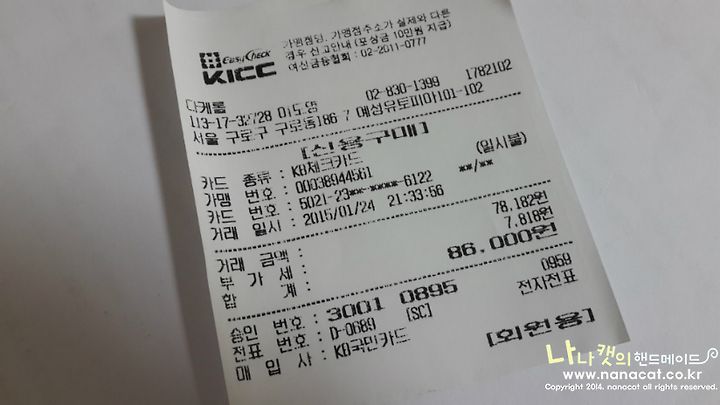 EasyCheck
KICC
가맹점명, 가맹점주소가 실제와 다른
경우 신고안내 (포상금 10만원 지급)
여신금융협회 : 02-2011-0777
다케롬
02-830-1399 1782102
113-17-32728 이도영
서울 구로구 구로동186 7 예성유토피아101-102
[신용구매]
카드 종류 : KB체크카드 (일시불)
가맹 번호 : 00038944561
카드 번호 : 5021-23**-****-6122 **/**
거래 일시 : 2015/01/24 21:33:56
거래 금액 : 78,182원
부 가 세 : 7,818원
합 계 : 86,000원
승인 번호 : 3001 0895 0959
전표 번호 : D-0689 [SC] 전자전표
매 입 사 : KB국민카드
[회원용]
나나캣의핸드메이드
www.nanacat.co.kr
Copyright 2014. nanacat all rights reserved.